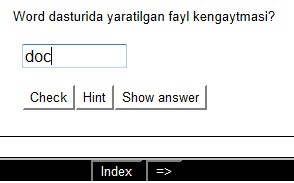 Word dasturida yaratilgan fayl kengaytmasi?
doc
Check Hint Show answer
Index =>